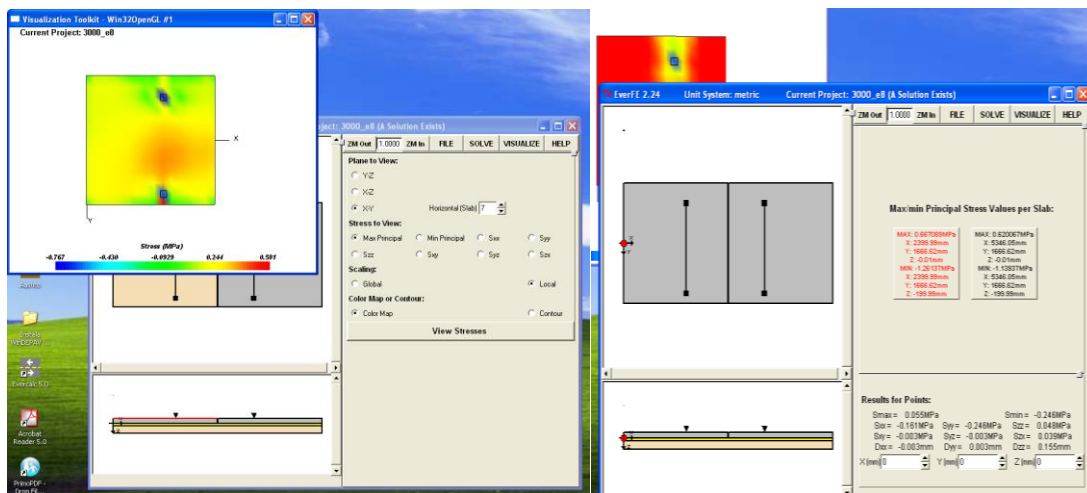 Visualization Toolkit - Win32OpenGL #1
Current Project: 3000_e8
X
Y
Stress (MPa)
-0.767 -0.430 -0.0929 0.244 0.581
ject: 3000_e8 (A Solution Exists)
ZM Out 1.0000 ZM In FILE SOLVE VISUALIZE HELP
Plane to View:
Y-Z
X-Z
X-Y Horizontal (Slab) 7
Stress to View:
Max Principal Min Principal Sxx Syy
Szz Sxy Syz Szx
Scaling:
Global Local
Color Map or Contour:
Color Map Contour
View Stresses
Evercalc 5.0
Acrobat
Reader 5.0
PrimoPDF -
EverFE 2.24 Unit System: metric Current Project: 3000_e8 (A Solution Exists)
ZM Out 1.0000 ZM In FILE SOLVE VISUALIZE HELP
X
Y
Max/min Principal Stress Values per Slab:
MAX: 0.667089MPa
X: 2399.99mm
Y: 1666.62mm
Z: -0.01mm
MIN: -1.26137MPa
X: 2399.99mm
Y: 1666.62mm
Z: -199.99mm
MAX: 0.620067MPa
X: 5346.05mm
Y: 1666.62mm
Z: -0.01mm
MIN: -1.13937MPa
X: 5346.05mm
Y: 1666.62mm
Z: -199.99mm
Results for Points:
Smax = 0.055MPa Smin = -0.246MPa
Sxx = -0.161MPa Syy = -0.246MPa Szz = 0.048MPa
Sxy = -0.003MPa Syz = -0.003MPa Szx = 0.039MPa
Dxx = -0.083mm Dyy = 0.003mm Dzz = 0.155mm
X (mm) 0 Y (mm) 0 Z (mm) 0